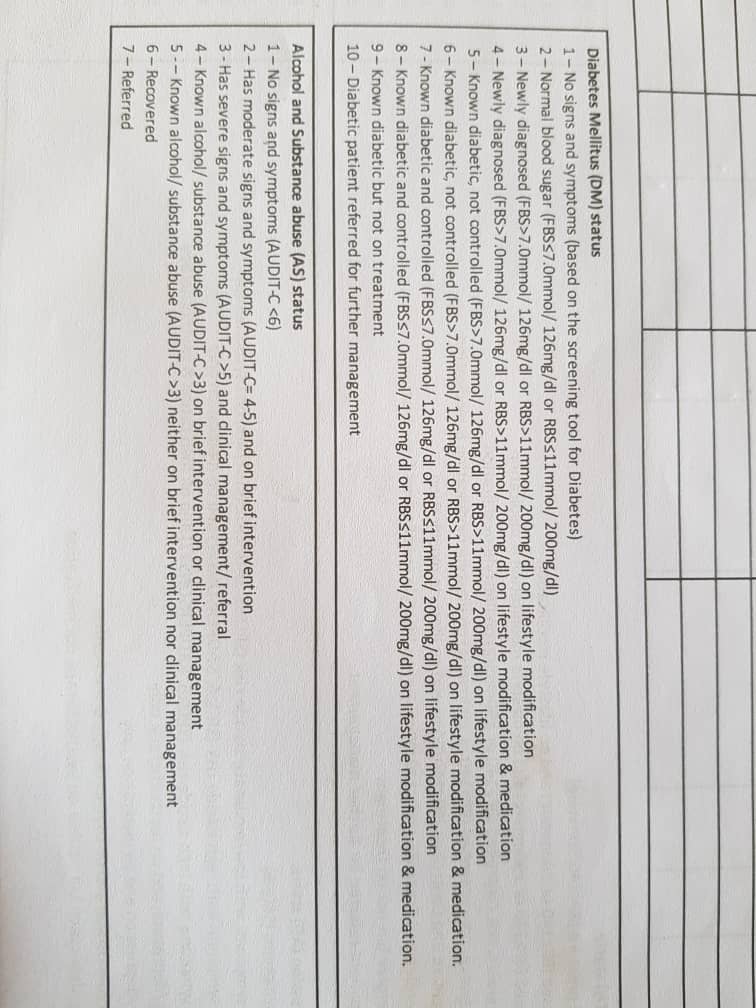 Diabetes Mellitus (DM) status
1 – No signs and symptoms (based on the screening tool for Diabetes)
2 – Normal blood sugar (FBS≤7.0mmol/ 126mg/dl or RBS≤11mmol/ 200mg/dl)
3 – Newly diagnosed (FBS>7.0mmol/ 126mg/dl or RBS>11mmol/ 200mg/dl) on lifestyle modification
4 – Newly diagnosed (FBS>7.0mmol/ 126mg/dl or RBS>11mmol/ 200mg/dl) on lifestyle modification & medication
5 – Known diabetic, not controlled (FBS>7.0mmol/ 126mg/dl or RBS>11mmol/ 200mg/dl) on lifestyle modification
6 – Known diabetic, not controlled (FBS>7.0mmol/ 126mg/dl or RBS>11mmol/ 200mg/dl) on lifestyle modification & medication.
7 - Known diabetic and controlled (FBS≤7.0mmol/ 126mg/dl or RBS≤11mmol/ 200mg/dl) on lifestyle modification
8 – Known diabetic and controlled (FBS≤7.0mmol/ 126mg/dl or RBS≤11mmol/ 200mg/dl) on lifestyle modification & medication.
9 – Known diabetic but not on treatment
10 – Diabetic patient referred for further management
Alcohol and Substance abuse (AS) status
1 – No signs and symptoms (AUDIT-C <6)
2 – Has moderate signs and symptoms (AUDIT-C= 4-5) and on brief intervention
3 - Has severe signs and symptoms (AUDIT-C >5) and clinical management/ referral
4 – Known alcohol/ substance abuse (AUDIT-C >3) on brief intervention or clinical management
5 - – Known alcohol/ substance abuse (AUDIT-C >3) neither on brief intervention nor clinical management
6 – Recovered
7 – Referred